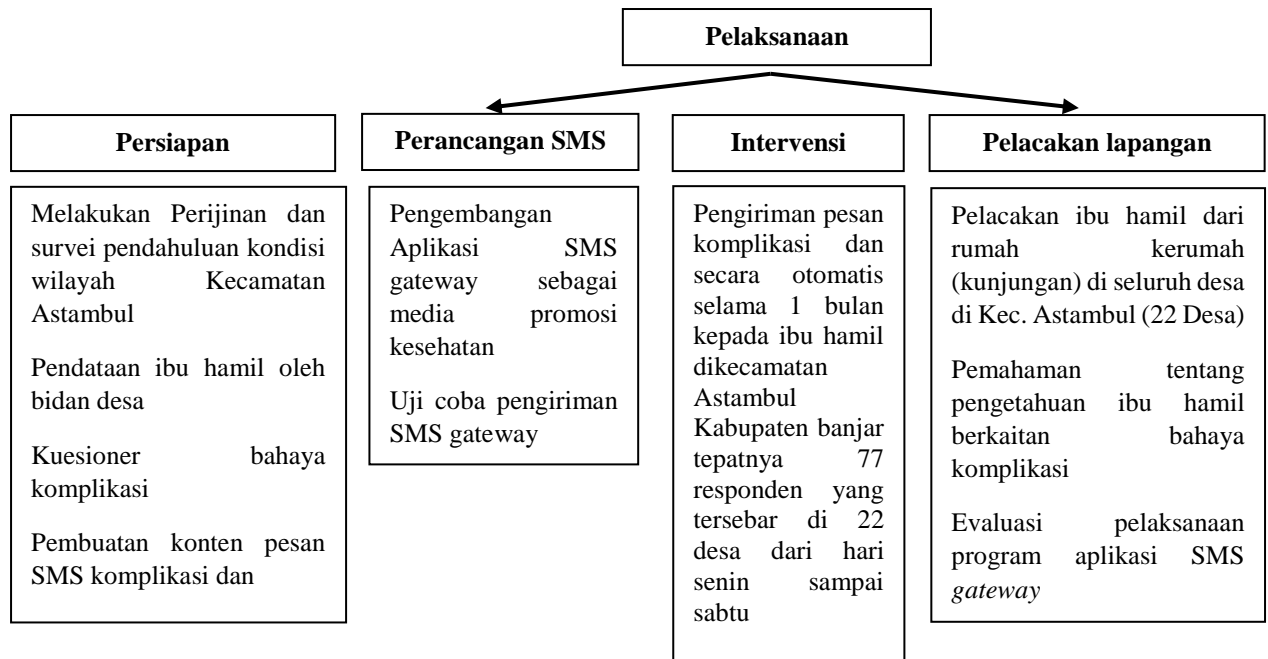 Pelaksanaan
Persiapan
Melakukan Perijinan dan
survei pendahuluan kondisi
wilayah Kecamatan
Astambul
Pendataan ibu hamil oleh
bidan desa
Kuesioner bahaya
komplikasi
Pembuatan konten pesan
SMS komplikasi dan
Perancangan SMS
Pengembangan
Aplikasi SMS
gateway sebagai
media promosi
kesehatan
Uji coba pengiriman
SMS gateway
Intervensi
Pengiriman pesan
komplikasi dan
secara otomatis
selama 1 bulan
kepada ibu hamil
dikecamatan
Astambul
Kabupaten banjar
tepatnya 77
responden yang
tersebar di 22
desa dari hari
senin sampai
sabtu
Pelacakan lapangan
Pelacakan ibu hamil dari
rumah kerumah
(kunjungan) di seluruh desa
di Kec. Astambul (22 Desa)
Pemahaman tentang
pengetahuan ibu hamil
berkaitan bahaya
komplikasi
Evaluasi pelaksanaan
program aplikasi SMS
gateway